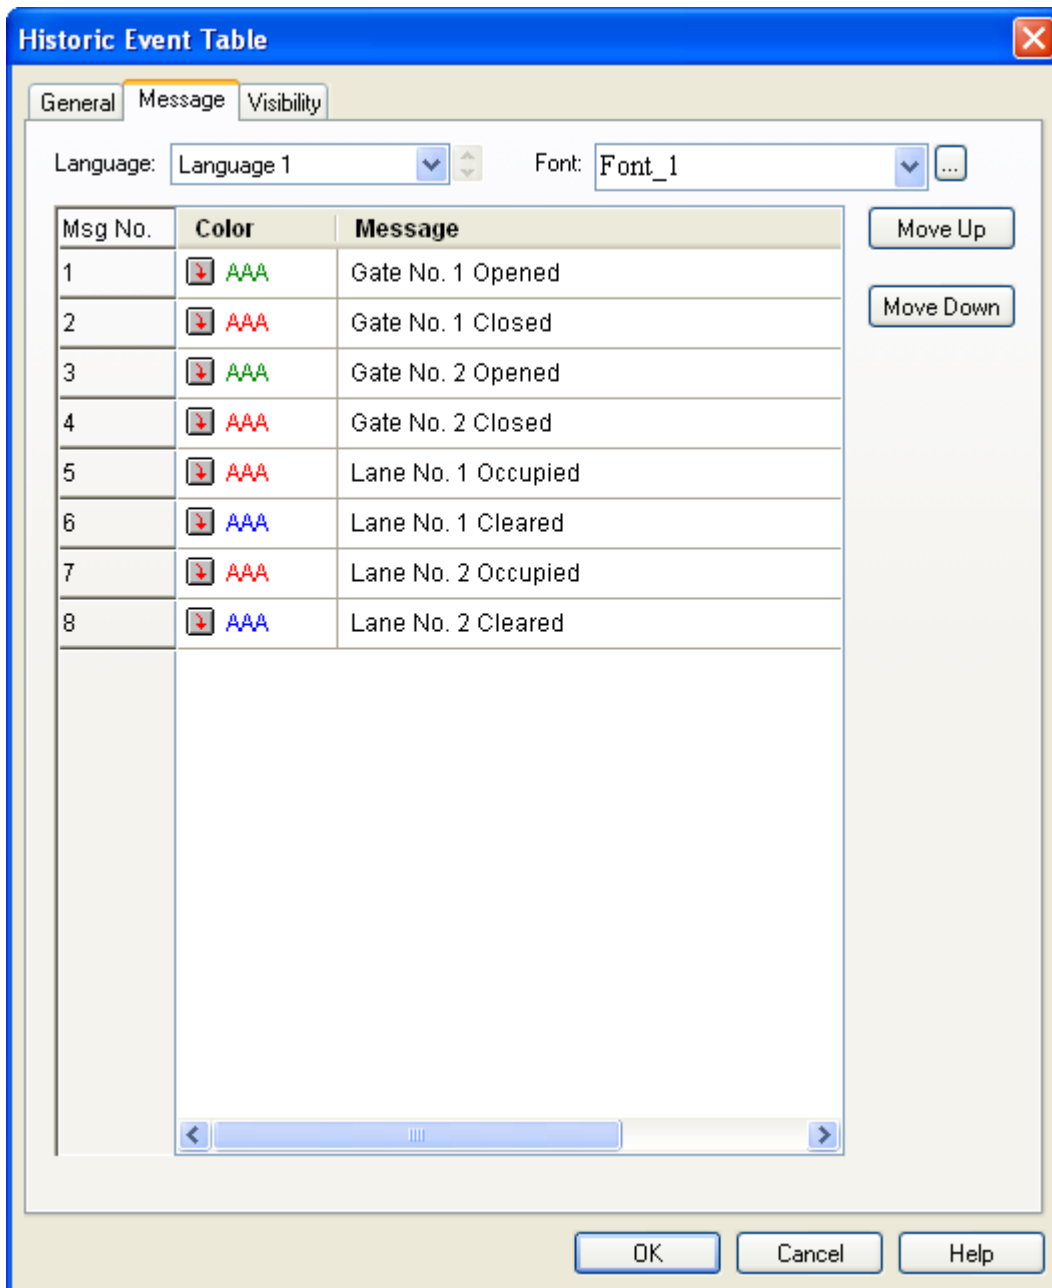 Historic Event Table
General Message Visibility
Language: Language 1 Font: Font_1 ...
Msg No. Color Message Move Up
1 AAA Gate No. 1 Opened
Move Down
2 AAA Gate No. 1 Closed
3 AAA Gate No. 2 Opened
4 AAA Gate No. 2 Closed
5 AAA Lane No. 1 Occupied
6 AAA Lane No. 1 Cleared
7 AAA Lane No. 2 Occupied
8 AAA Lane No. 2 Cleared
OK Cancel Help